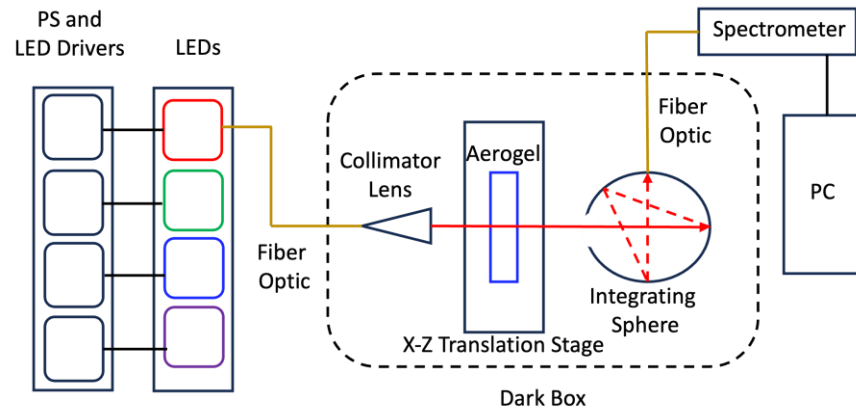 PS and
LED Drivers
LEDs
Spectrometer
Fiber
Optic
Collimator
Lens
Aerogel
PC
Fiber
Optic
Integrating
Sphere
X-Z Translation Stage
Dark Box